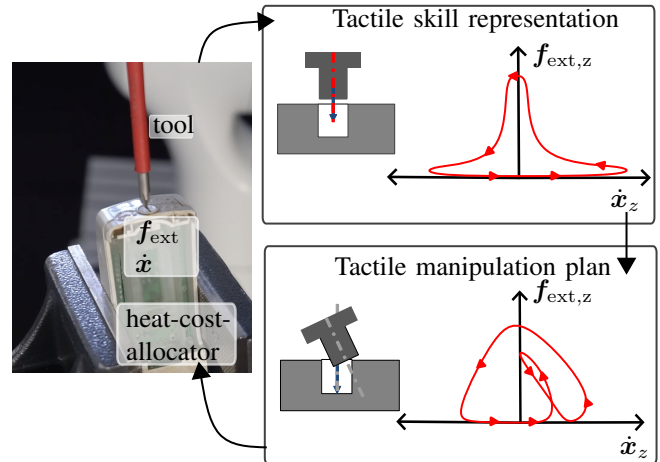 Tactile skill representation
f_ext,z
ẋ_z
tool
f_ext
ẋ
heat-cost-
allocator
Tactile manipulation plan
f_ext,z
ẋ_z